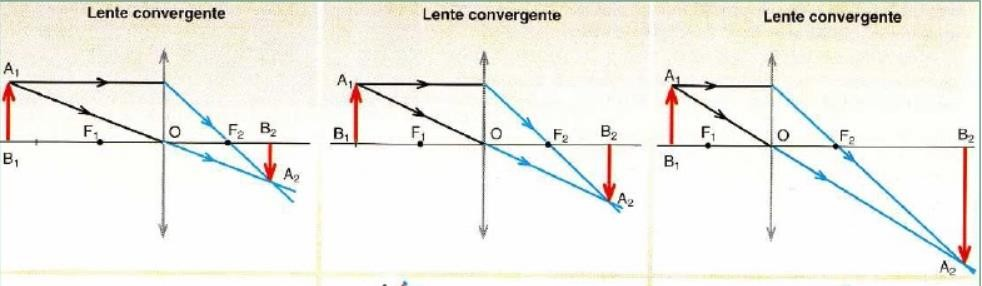 Lente convergente
A1
F1
O
F2
B2
B1
A2
Lente convergente
A1
B1
F1
O
F2
B2
A2
Lente convergente
A1
F1
O
F2
B2
B1
A2